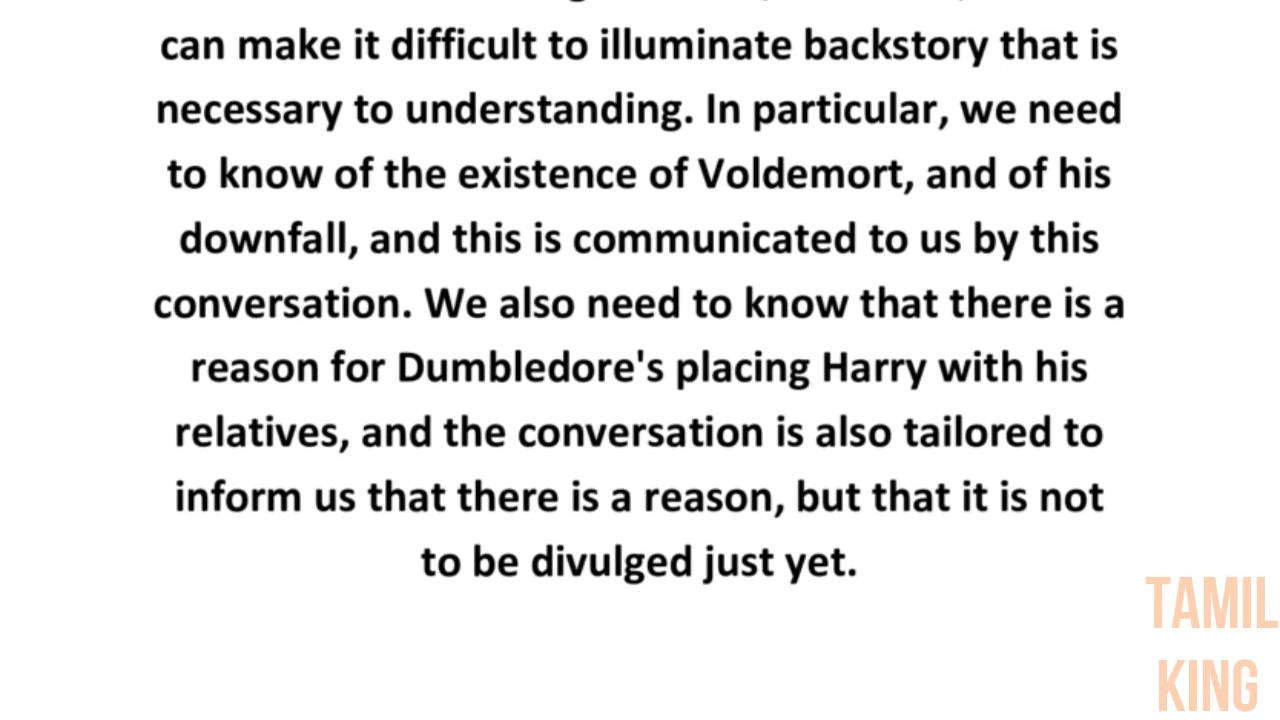 can make it difficult to illuminate backstory that is
necessary to understanding. In particular, we need
to know of the existence of Voldemort, and of his
downfall, and this is communicated to us by this
conversation. We also need to know that there is a
reason for Dumbledore's placing Harry with his
relatives, and the conversation is also tailored to
inform us that there is a reason, but that it is not
to be divulged just yet.
TAMIL
KING